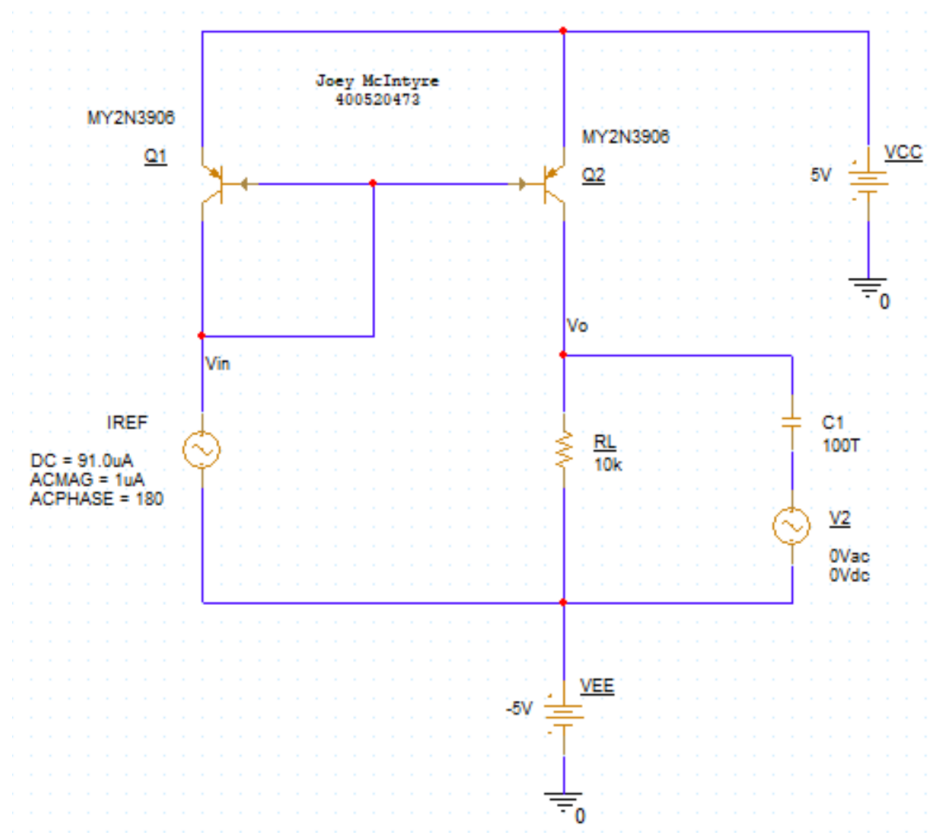 Joey McIntyre
400520473
MY2N3906
Q1
MY2N3906
Q2
VCC
5V
0
Vo
Vin
IREF
DC = 91.0uA
ACMAG = 1uA
ACPHASE = 180
RL
10k
C1
100T
V2
0Vac
0Vdc
VEE
-5V
0